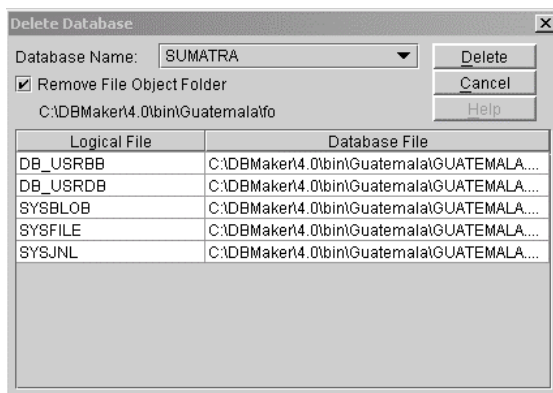 Delete Database
Database Name: SUMATRA Delete
Remove File Object Folder Cancel
C:\DBMaker\4.0\bin\Guatemala\fo Help
Logical File Database File
DB_USRBB C:\DBMaker\4.0\bin\Guatemala\GUATEMALA....
DB_USRDB C:\DBMaker\4.0\bin\Guatemala\GUATEMALA....
SYSBLOB C:\DBMaker\4.0\bin\Guatemala\GUATEMALA....
SYSFILE C:\DBMaker\4.0\bin\Guatemala\GUATEMALA....
SYSJNL C:\DBMaker\4.0\bin\Guatemala\GUATEMALA....